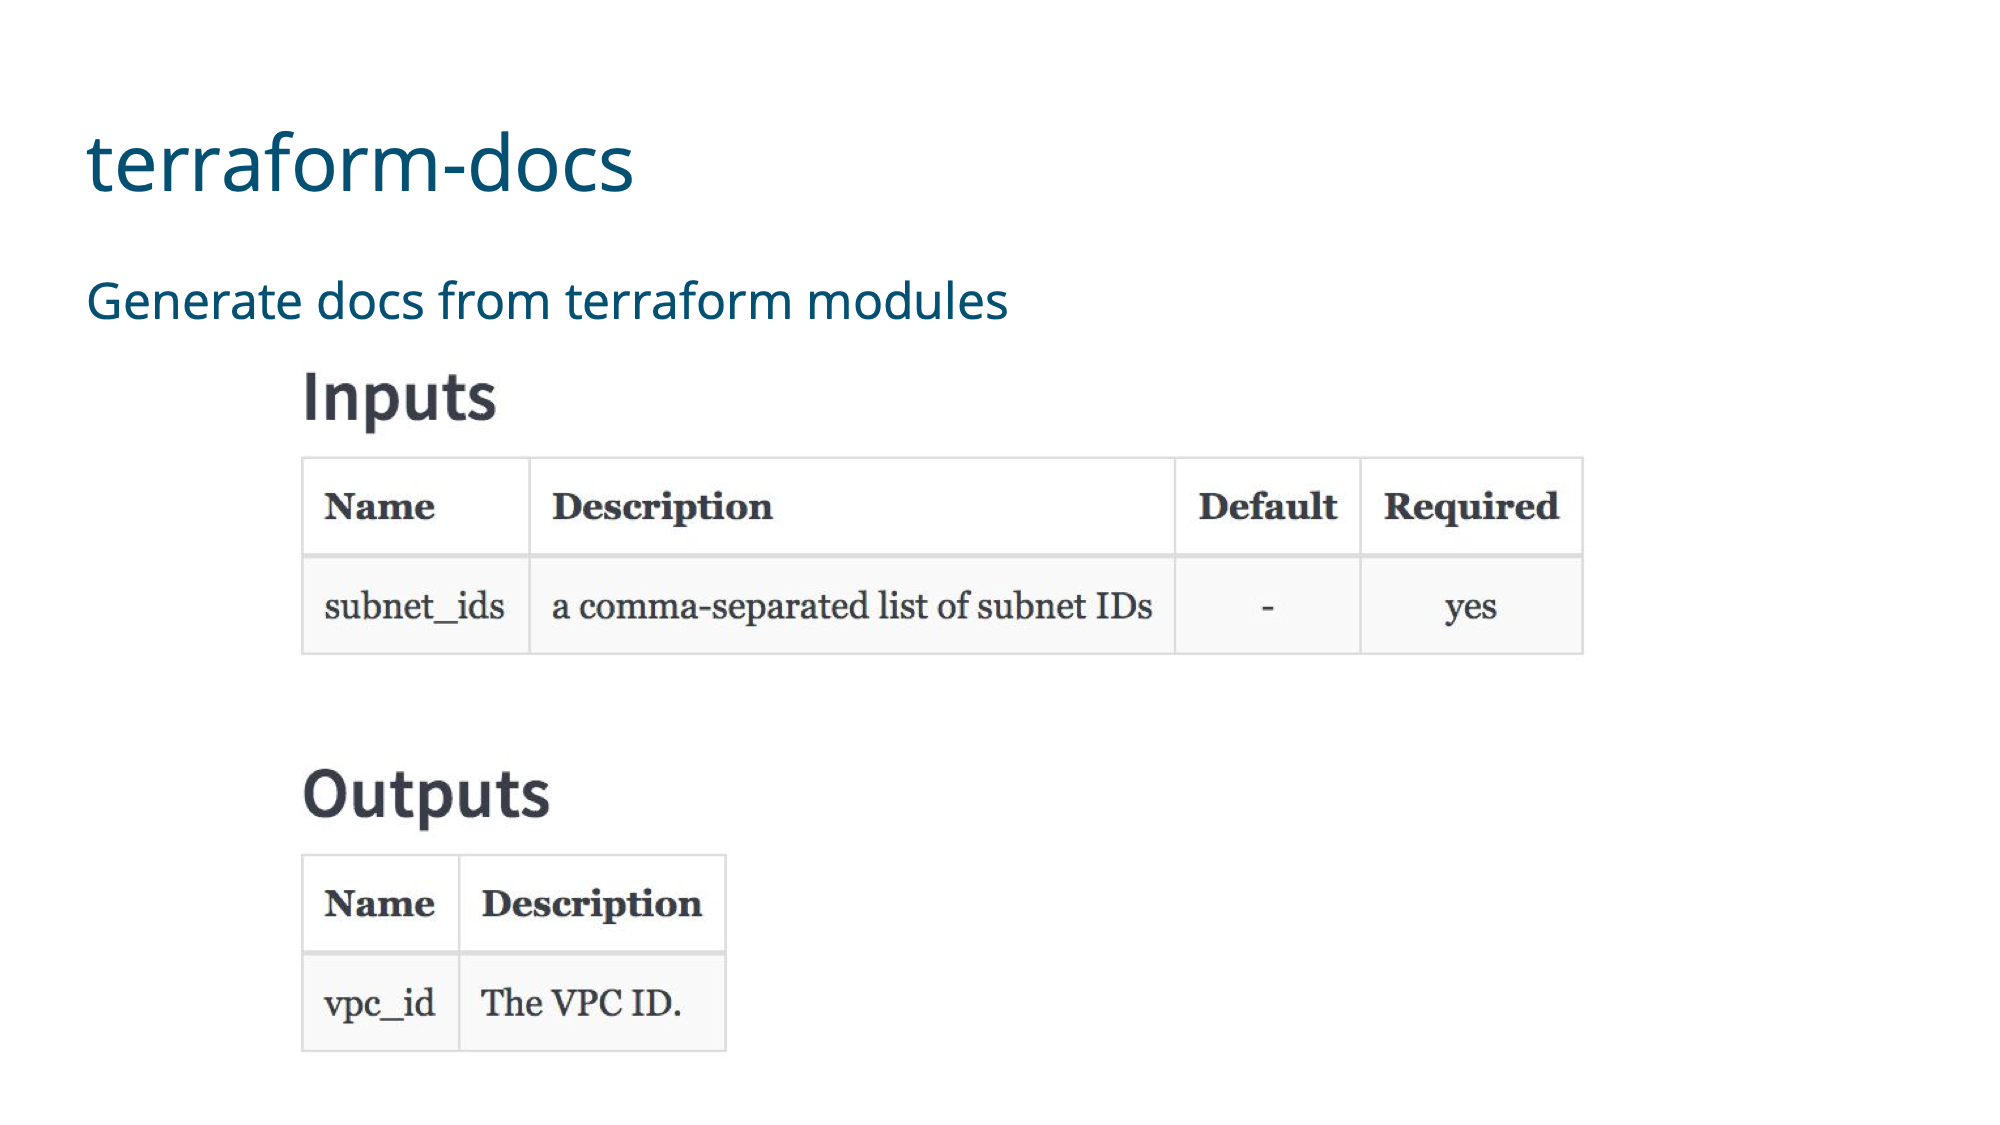 terraform-docs
Generate docs from terraform modules
Inputs
Name Description Default Required
subnet_ids a comma-separated list of subnet IDs - yes
Outputs
Name Description
vpc_id The VPC ID.